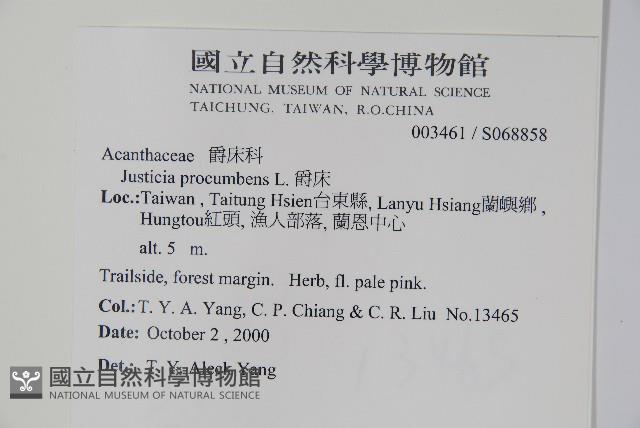 國立自然科學博物館
NATIONAL MUSEUM OF NATURAL SCIENCE
TAICHUNG, TAIWAN, R.O.CHINA
003461 / S068858
Acanthaceae 爵床科
Justicia procumbens L. 爵床
Loc.:Taiwan , Taitung Hsien台東縣, Lanyu Hsiang蘭嶼鄉 ,
Hungtou紅頭, 漁人部落, 蘭恩中心
alt. 5 m.
Trailside, forest margin. Herb, fl. pale pink.
Col.:T. Y. A. Yang, C. P. Chiang & C. R. Liu No.13465
Date: October 2 , 2000
Det.: T. Y. Aleck Yang
國立自然科學博物館
NATIONAL MUSEUM OF NATURAL SCIENCE